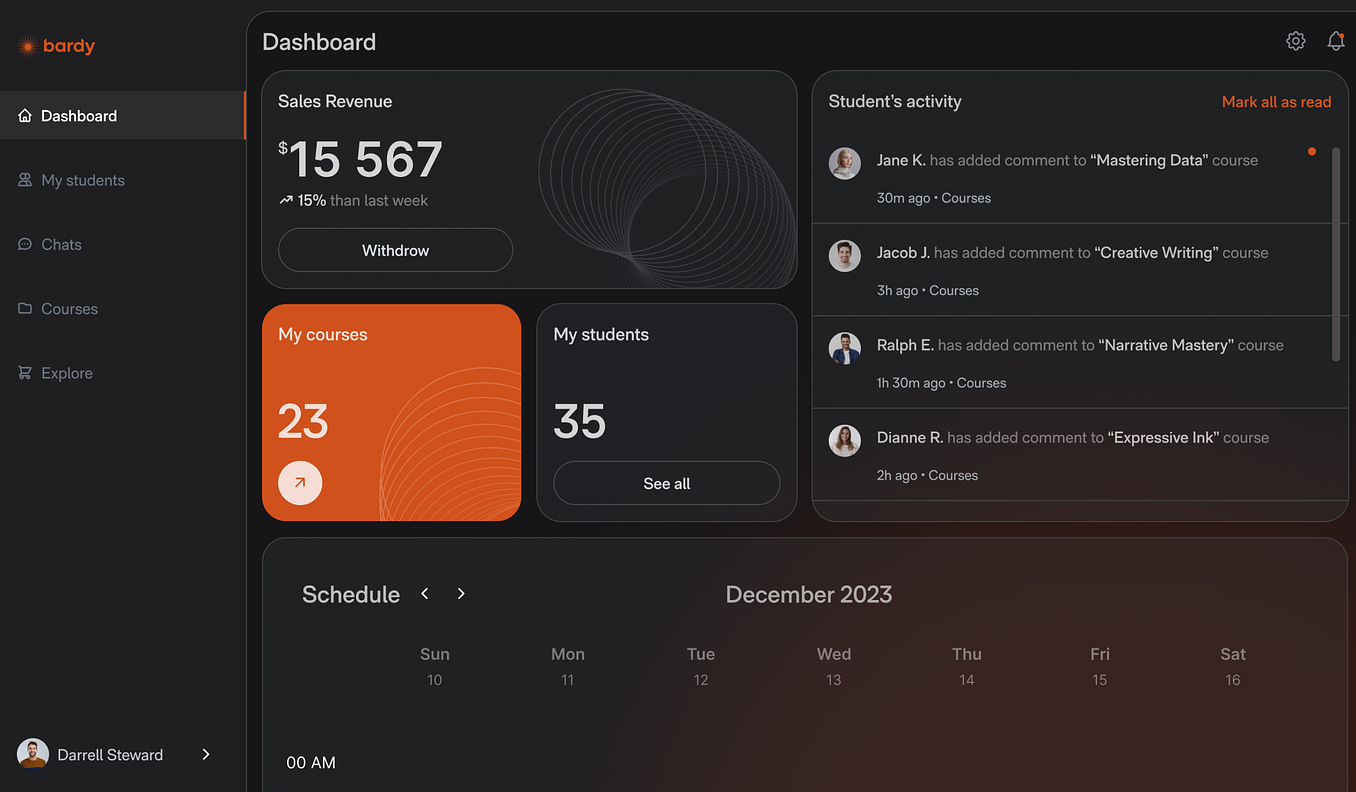 bardy
Dashboard
My students
Chats
Courses
Explore
Darrell Steward
Dashboard
Sales Revenue
$15 567
15% than last week
Withdrow
My courses
23
My students
35
See all
Student’s activity
Mark all as read
Jane K. has added comment to “Mastering Data” course
30m ago • Courses
Jacob J. has added comment to “Creative Writing” course
3h ago • Courses
Ralph E. has added comment to “Narrative Mastery” course
1h 30m ago • Courses
Dianne R. has added comment to “Expressive Ink” course
2h ago • Courses
Schedule
December 2023
Sun Mon Tue Wed Thu Fri Sat
10 11 12 13 14 15 16
00 AM